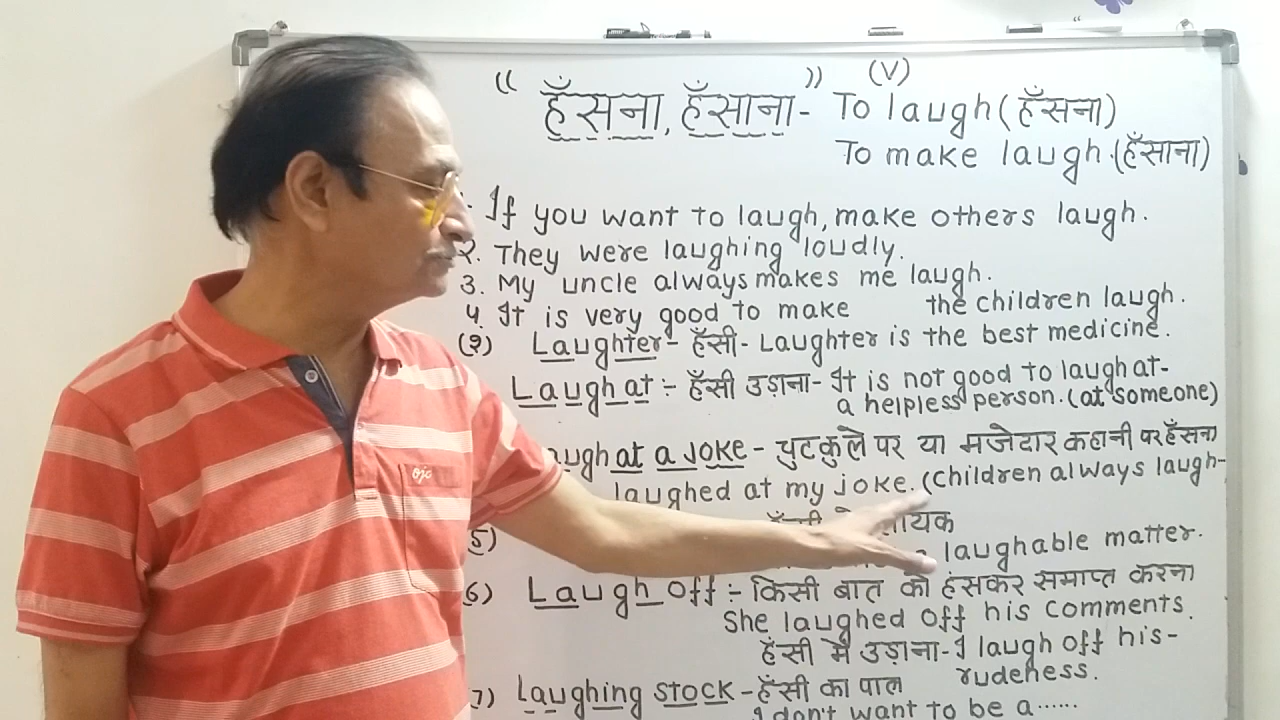 “ हँसना, हँसाना- ” (V) To laugh (हँसना)
To make laugh.(हँसाना)
If you want to laugh, make others laugh.
२. They were laughing loudly.
3. My uncle always makes me laugh.
4. It is very good to make the children laugh.
(१) Laughter - हँसी - Laughter is the best medicine.
Laugh at :- हँसी उड़ाना - It is not good to laugh at-
a helpless person. (at someone)
at a joke - चुटकुले पर या मजेदार कहानी पर हँसना
laughed at my joke. (Children always laugh-
5)
laughable matter.
6) Laugh off :- किसी बात को हंसकर समाप्त करना
She laughed off his comments.
हँसी में उड़ाना - I laugh off his-
rudeness.
7) Laughing stock - हँसी का पात्र
I don't want to be a......